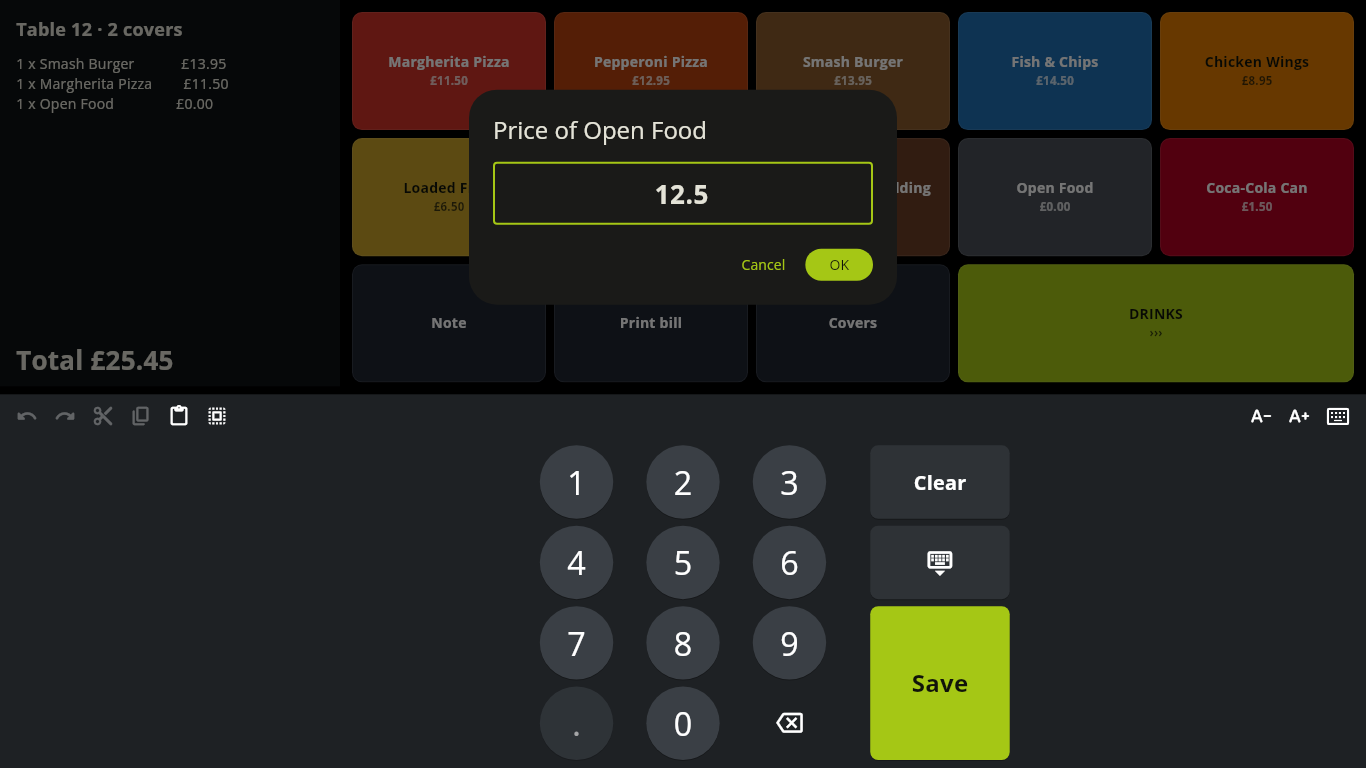 Table 12 · 2 covers
1 x Smash Burger £13.95
1 x Margherita Pizza £11.50
1 x Open Food £0.00
Total £25.45
Margherita Pizza
£11.50
Pepperoni Pizza
£12.95
Smash Burger
£13.95
Fish & Chips
£14.50
Chicken Wings
£8.95
Loaded F
£6.50
lding
Open Food
£0.00
Coca-Cola Can
£1.50
Note
Print bill
Covers
DRINKS
›››
Price of Open Food
12.5
Cancel
OK
A−
A+
1
2
3
Clear
4
5
6
7
8
9
Save
.
0